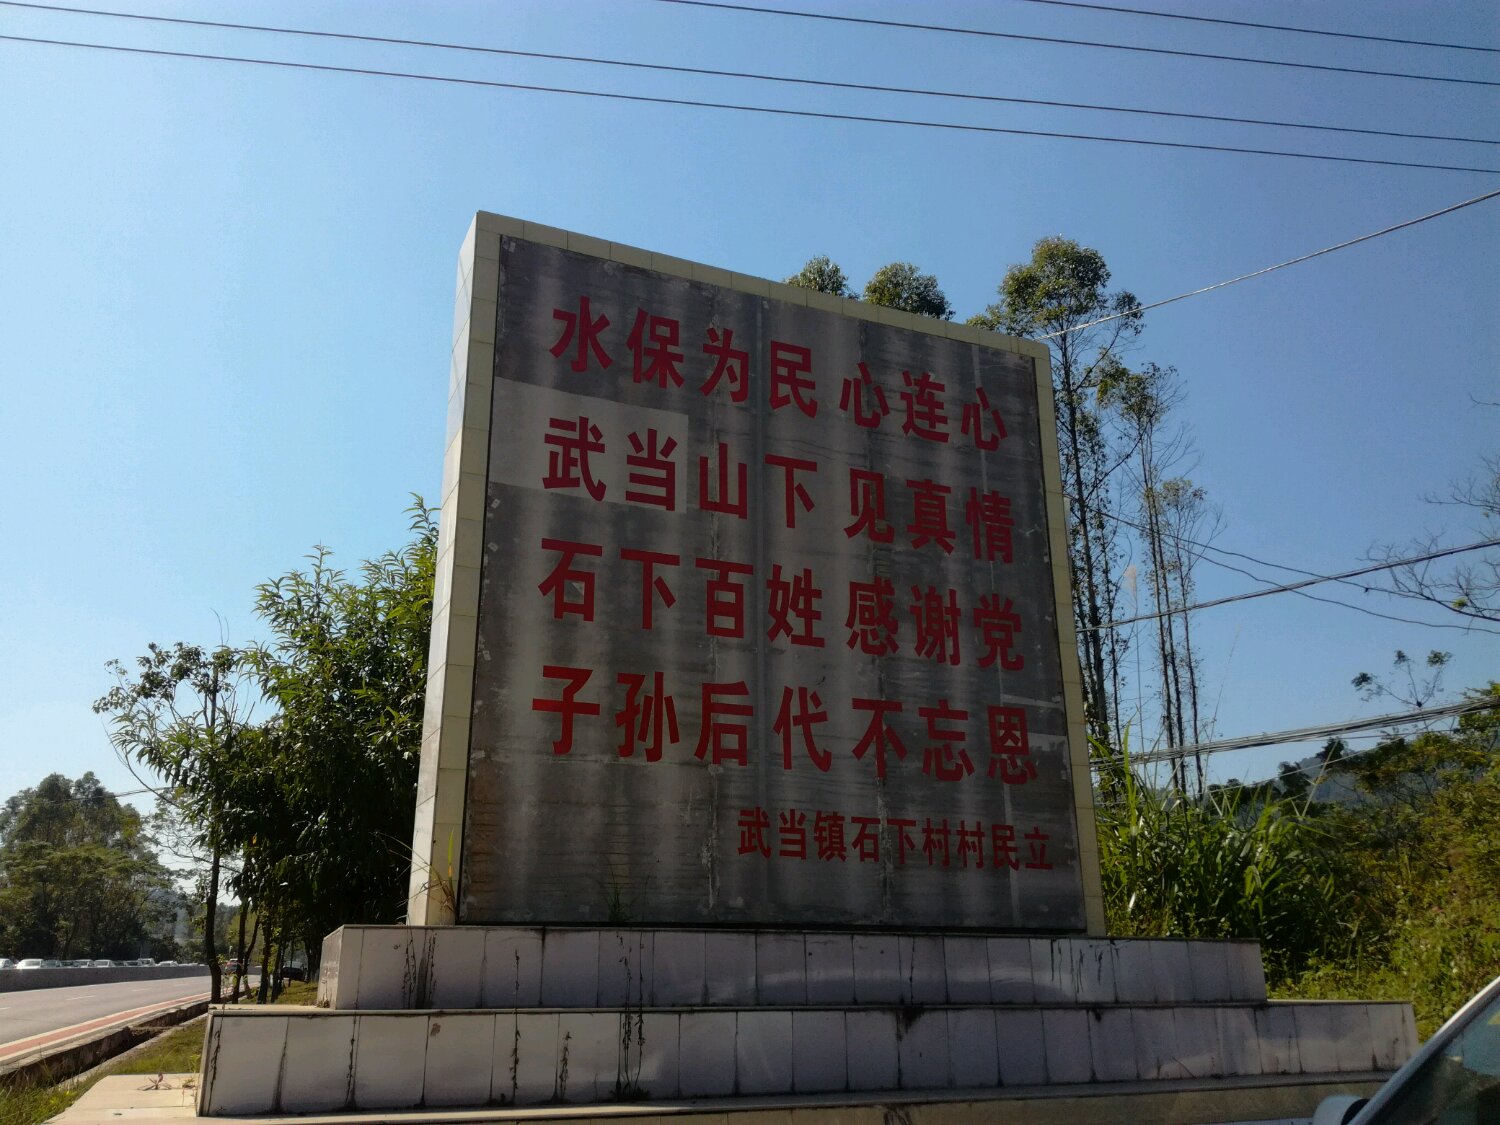 水保为民心连心
武当山下见真情
石下百姓感谢党
子孙后代不忘恩
武当镇石下村村民立